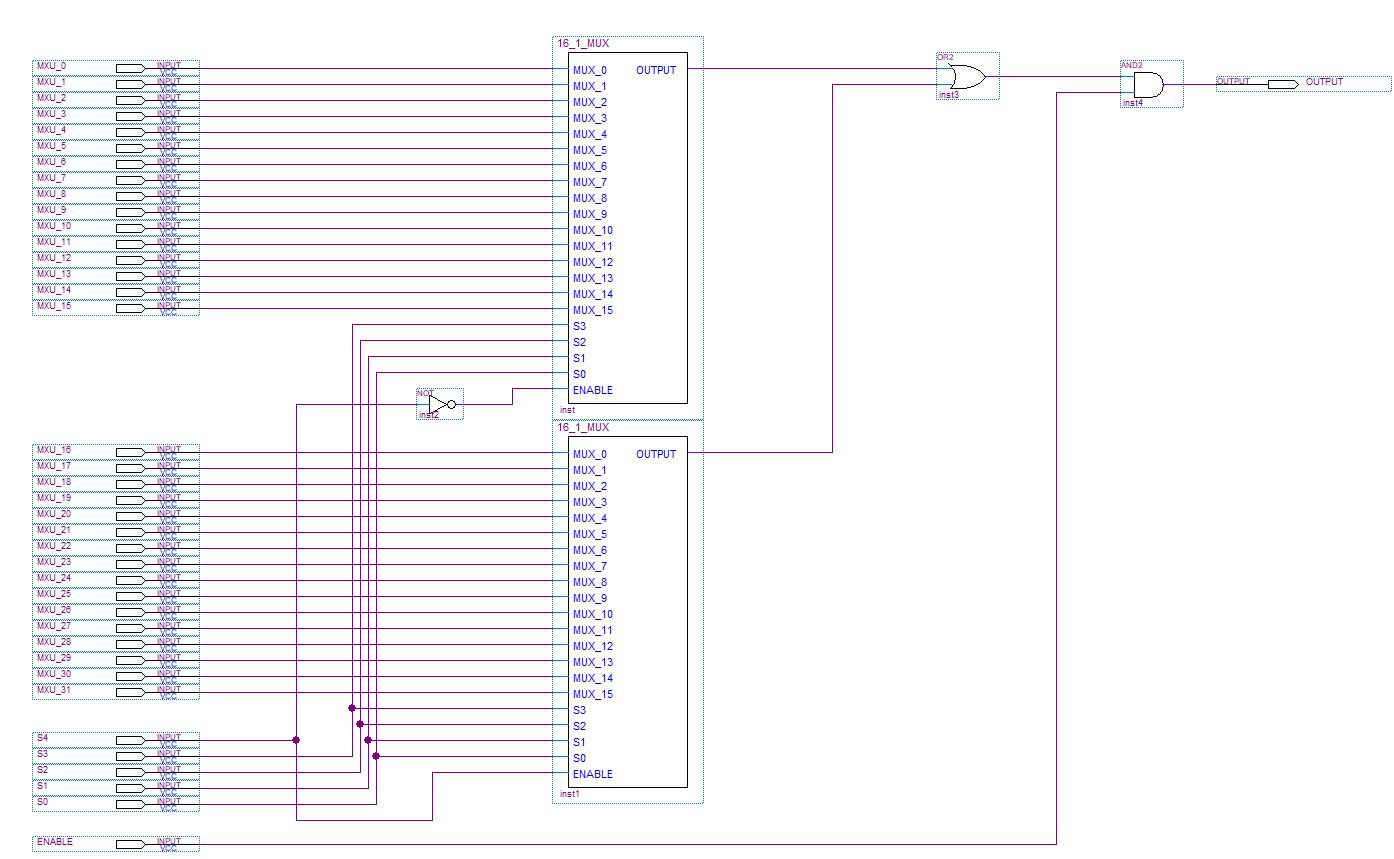 16_1_MUX
MXU_0 INPUT VCC MUX_0 OUTPUT OR2
MXU_1 INPUT VCC MUX_1 AND2 OUTPUT OUTPUT
MXU_2 INPUT VCC MUX_2 inst3 inst4
MXU_3 INPUT VCC MUX_3
MXU_4 INPUT VCC MUX_4
MXU_5 INPUT VCC MUX_5
MXU_6 INPUT VCC MUX_6
MXU_7 INPUT VCC MUX_7
MXU_8 INPUT VCC MUX_8
MXU_9 INPUT VCC MUX_9
MXU_10 INPUT VCC MUX_10
MXU_11 INPUT VCC MUX_11
MXU_12 INPUT VCC MUX_12
MXU_13 INPUT VCC MUX_13
MXU_14 INPUT VCC MUX_14
MXU_15 INPUT VCC MUX_15
S3
S2
S1
S0
NOT ENABLE
inst2 inst
16_1_MUX
MXU_16 INPUT VCC MUX_0 OUTPUT
MXU_17 INPUT VCC MUX_1
MXU_18 INPUT VCC MUX_2
MXU_19 INPUT VCC MUX_3
MXU_20 INPUT VCC MUX_4
MXU_21 INPUT VCC MUX_5
MXU_22 INPUT VCC MUX_6
MXU_23 INPUT VCC MUX_7
MXU_24 INPUT VCC MUX_8
MXU_25 INPUT VCC MUX_9
MXU_26 INPUT VCC MUX_10
MXU_27 INPUT VCC MUX_11
MXU_28 INPUT VCC MUX_12
MXU_29 INPUT VCC MUX_13
MXU_30 INPUT VCC MUX_14
MXU_31 INPUT VCC MUX_15
S3
S2
S4 INPUT VCC S1
S3 INPUT VCC S0
S2 INPUT VCC ENABLE
S1 INPUT VCC inst1
S0 INPUT VCC
ENABLE INPUT VCC